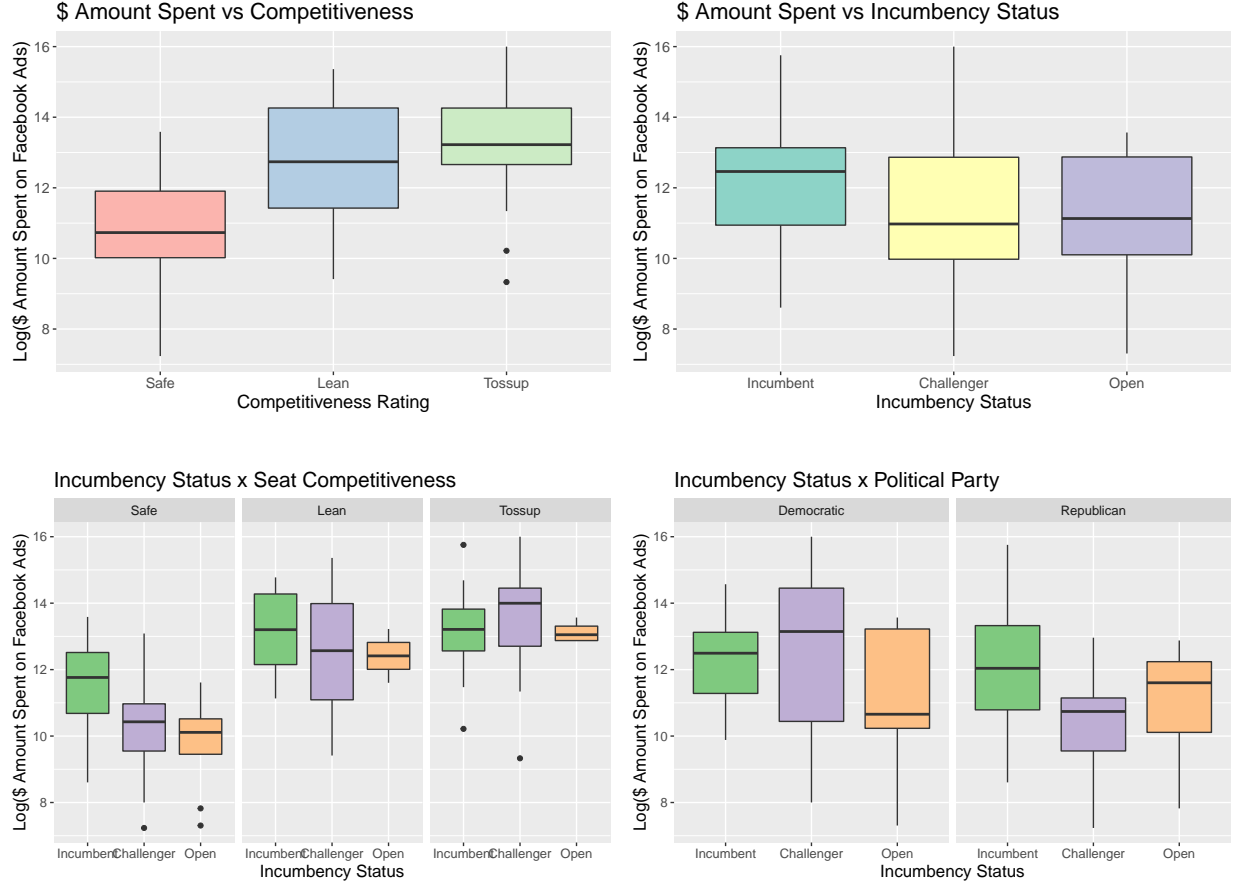 $ Amount Spent vs Competitiveness
Log($ Amount Spent on Facebook Ads)
16
14
12
10
8
Safe Lean Tossup
Competitiveness Rating
$ Amount Spent vs Incumbency Status
Log($ Amount Spent on Facebook Ads)
16
14
12
10
8
Incumbent Challenger Open
Incumbency Status
Incumbency Status x Seat Competitiveness
Safe Lean Tossup
Log($ Amount Spent on Facebook Ads)
16
14
12
10
8
Incumbent Challenger Open Incumbent Challenger Open Incumbent Challenger Open
Incumbency Status
Incumbency Status x Political Party
Democratic Republican
Log($ Amount Spent on Facebook Ads)
16
14
12
10
8
Incumbent Challenger Open Incumbent Challenger Open
Incumbency Status